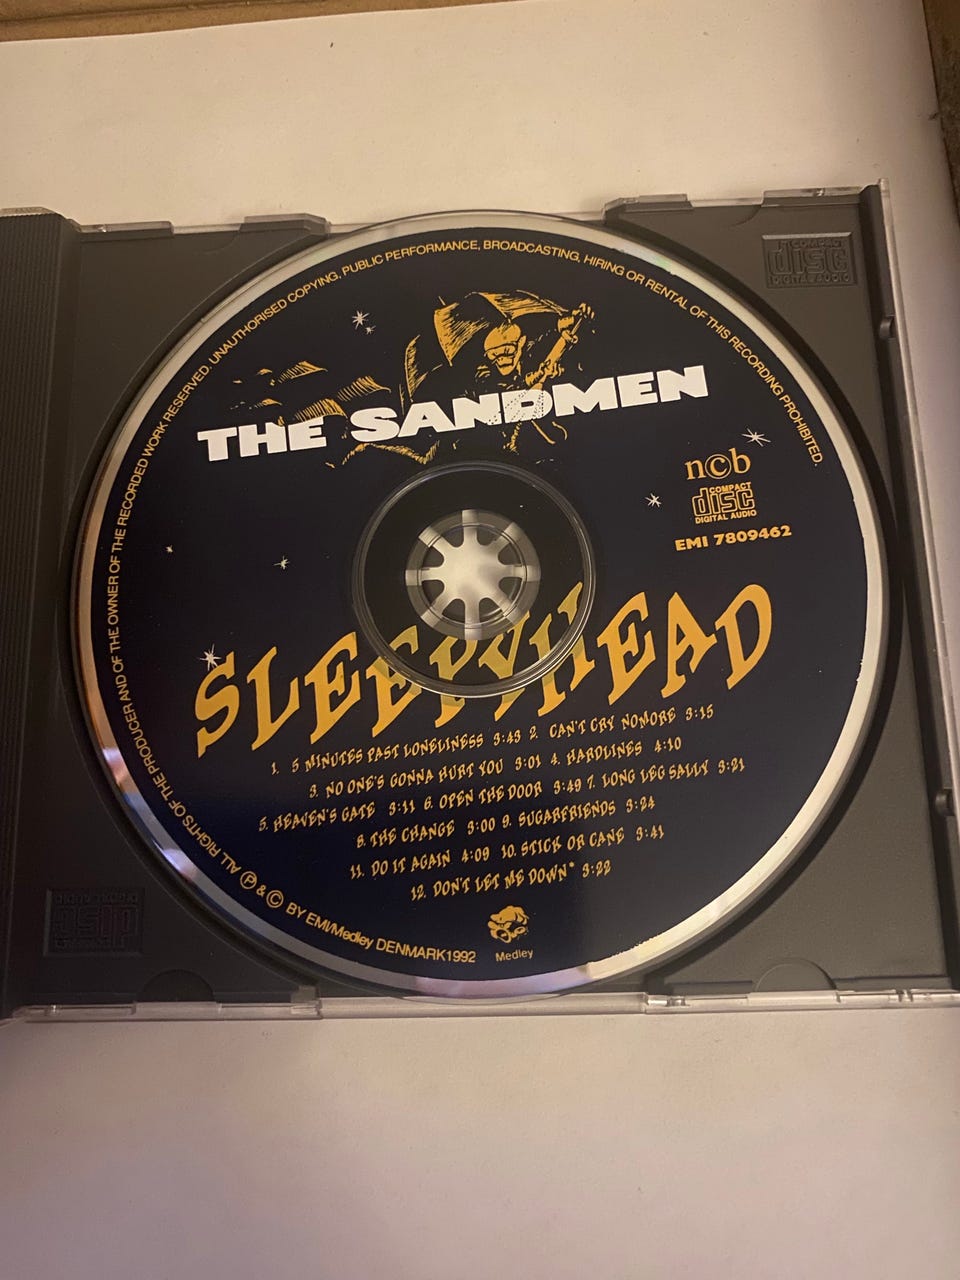 ALL RIGHTS OF THE PRODUCER AND OF THE OWNER OF THE RECORDED WORK RESERVED. UNAUTHORISED COPYING, PUBLIC PERFORMANCE, BROADCASTING, HIRING OR RENTAL OF THIS RECORDING PROHIBITED.
COMPACT
disc
DIGITAL AUDIO
THE SANDMEN
n©b
COMPACT
disc
DIGITAL AUDIO
EMI 7809462
SLEEPYHEAD
1. 5 MINUTES PAST LONELINESS 3:43 2. CAN'T CRY NOMORE 3:15
3. NO ONE'S GONNA HURT YOU 3:01 4. HARDLINES 4:10
5. HEAVEN'S GATE 3:11 6. OPEN THE DOOR 3:49 7. LONG LEG SALLY 3:21
8. THE CHANGE 3:00 9. SUGARFRIENDS 3:24
11. DO IT AGAIN 4:09 10. STICK OR CANE 3:41
12. DON'T LET ME DOWN* 3:22
Ⓟ & © BY EMI/Medley DENMARK1992
Medley
COMPACT
disc
DIGITAL AUDIO